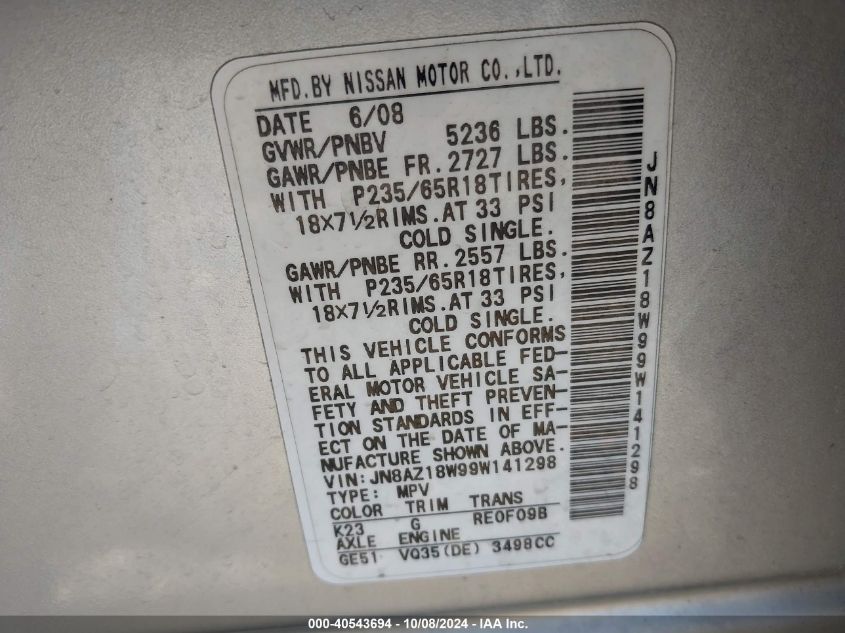 MFD.BY NISSAN MOTOR CO.,LTD.
DATE 6/08
GVWR/PNBV 5236 LBS.
GAWR/PNBE FR. 2727 LBS.
WITH P235/65R18TIRES,
18X7½RIMS.AT 33 PSI
COLD SINGLE.
GAWR/PNBE RR. 2557 LBS.
WITH P235/65R18TIRES,
18X7½RIMS.AT 33 PSI
COLD SINGLE.
THIS VEHICLE CONFORMS
TO ALL APPLICABLE FED-
ERAL MOTOR VEHICLE SA-
FETY AND THEFT PREVEN-
TION STANDARDS IN EFF-
ECT ON THE DATE OF MA-
NUFACTURE SHOWN ABOVE.
VIN: JN8AZ18W99W141298
TYPE: MPV
COLOR TRIM TRANS
K23 G RE0F09B
AXLE ENGINE
GE51 VQ35(DE) 3498CC
JN8AZ18W99W141298
000-40543694 - 10/08/2024 - IAA Inc.